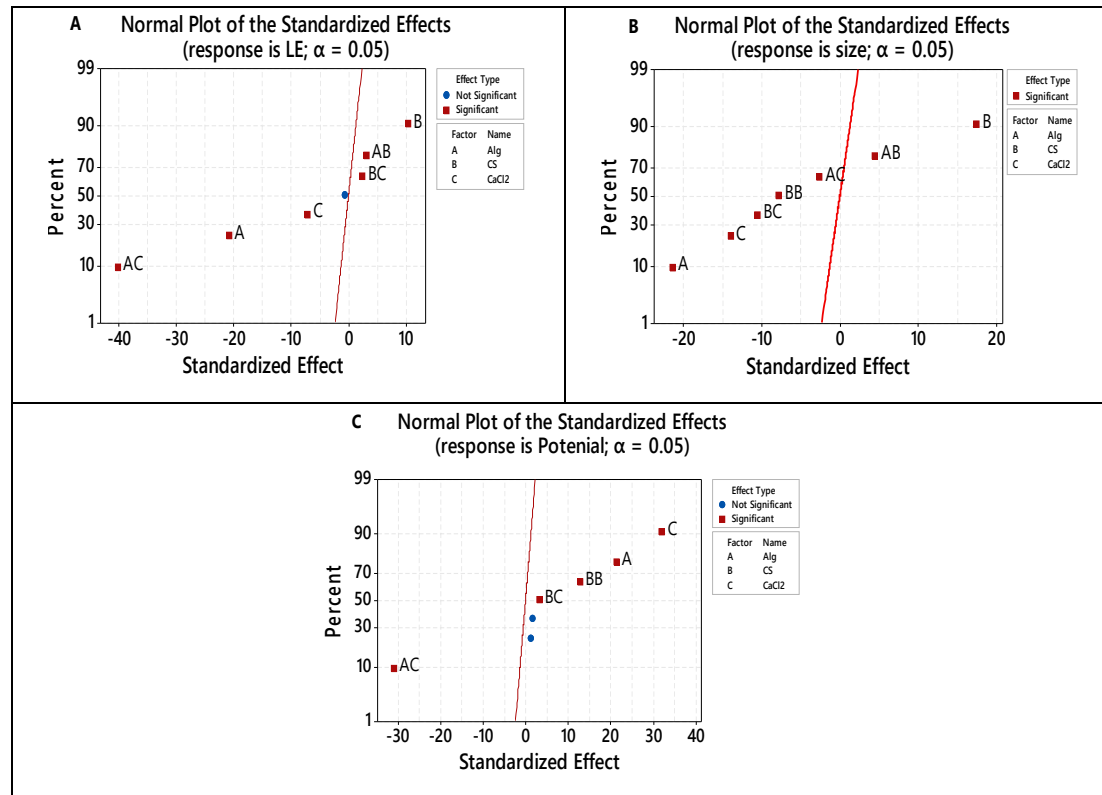 A
Normal Plot of the Standardized Effects
(response is LE; α = 0.05)
99
90
70
50
30
10
1
Percent
B
AB
BC
C
A
AC
-40 -30 -20 -10 0 10
Standardized Effect
Effect Type
Not Significant
Significant
Factor Name
A Alg
B CS
C CaCl2
B
Normal Plot of the Standardized Effects
(response is size; α = 0.05)
99
90
70
50
30
10
1
Percent
B
AB
AC
BB
BC
C
A
-20 -10 0 10 20
Standardized Effect
Effect Type
Significant
Factor Name
A Alg
B CS
C CaCl2
C
Normal Plot of the Standardized Effects
(response is Potenial; α = 0.05)
99
90
70
50
30
10
1
Percent
C
A
BB
BC
AC
-30 -20 -10 0 10 20 30 40
Standardized Effect
Effect Type
Not Significant
Significant
Factor Name
A Alg
B CS
C CaCl2